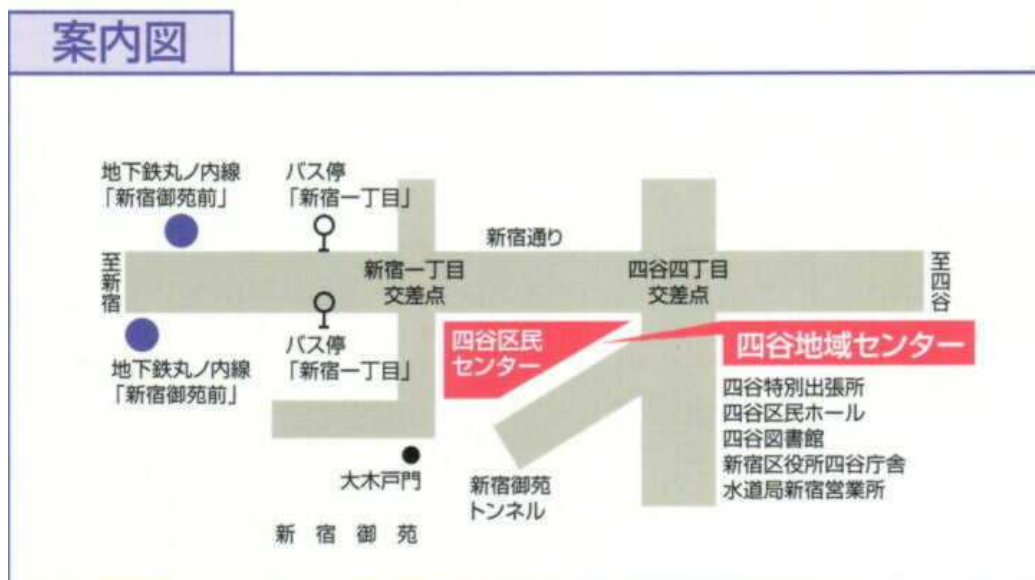 案内図
地下鉄丸ノ内線
「新宿御苑前」
バス停
「新宿一丁目」
新宿通り
至新宿
新宿一丁目
交差点
四谷四丁目
交差点
至四谷
地下鉄丸ノ内線
「新宿御苑前」
バス停
「新宿一丁目」
四谷区民
センター
四谷地域センター
四谷特別出張所
四谷区民ホール
四谷図書館
新宿区役所四谷庁舎
水道局新宿営業所
大木戸門
新宿御苑
トンネル
新宿御苑